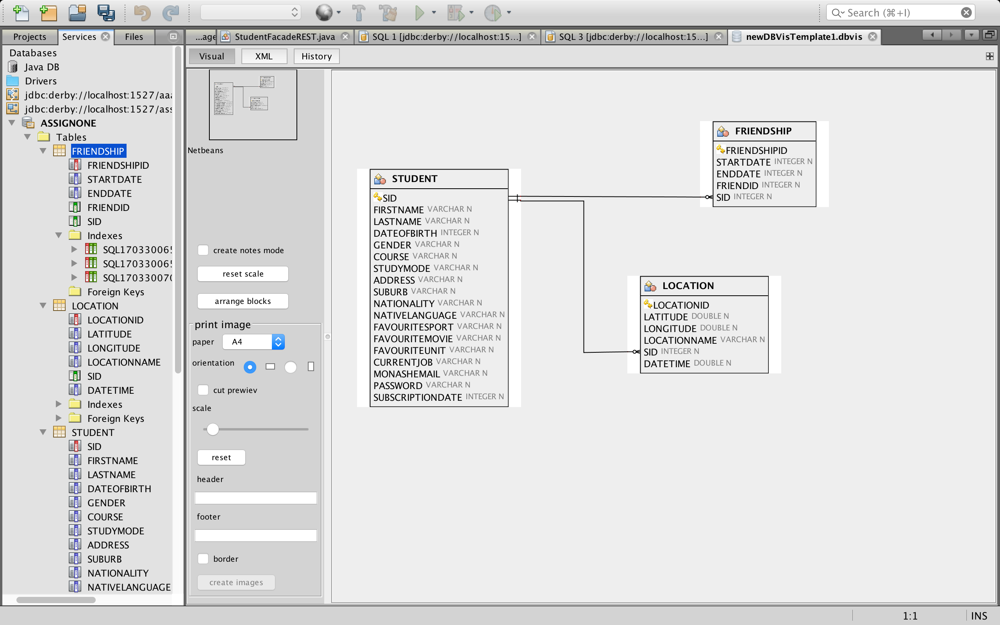 Search (⌘+I)
Projects
Services
Files
...age
StudentFacadeREST.java
SQL 1 [jdbc:derby://localhost:15...]
SQL 3 [jdbc:derby://localhost:15...]
newDBVisTemplate1.dbvis
Visual
XML
History
Databases
Java DB
Drivers
jdbc:derby://localhost:1527/aaa
jdbc:derby://localhost:1527/ass
ASSIGNONE
Tables
FRIENDSHIP
FRIENDSHIPID
STARTDATE
ENDDATE
FRIENDID
SID
Indexes
SQL170330065
SQL170330065
SQL170330070
Foreign Keys
LOCATION
LOCATIONID
LATITUDE
LONGITUDE
LOCATIONNAME
SID
DATETIME
Indexes
Foreign Keys
STUDENT
SID
FIRSTNAME
LASTNAME
DATEOFBIRTH
GENDER
COURSE
STUDYMODE
ADDRESS
SUBURB
NATIONALITY
NATIVELANGUAGE
Netbeans
create notes mode
reset scale
arrange blocks
print image
paper A4
orientation
cut prewiev
scale
reset
header
footer
border
create images
STUDENT
SID
FIRSTNAME VARCHAR N
LASTNAME VARCHAR N
DATEOFBIRTH INTEGER N
GENDER VARCHAR N
COURSE VARCHAR N
STUDYMODE VARCHAR N
ADDRESS VARCHAR N
SUBURB VARCHAR N
NATIONALITY VARCHAR N
NATIVELANGUAGE VARCHAR N
FAVOURITESPORT VARCHAR N
FAVOURITEMOVIE VARCHAR N
FAVOURITEUNIT VARCHAR N
CURRENTJOB VARCHAR N
MONASHEMAIL VARCHAR N
PASSWORD VARCHAR N
SUBSCRIPTIONDATE INTEGER N
FRIENDSHIP
FRIENDSHIPID
STARTDATE INTEGER N
ENDDATE INTEGER N
FRIENDID INTEGER N
SID INTEGER N
LOCATION
LOCATIONID
LATITUDE DOUBLE N
LONGITUDE DOUBLE N
LOCATIONNAME VARCHAR N
SID INTEGER N
DATETIME DOUBLE N
1:1
INS